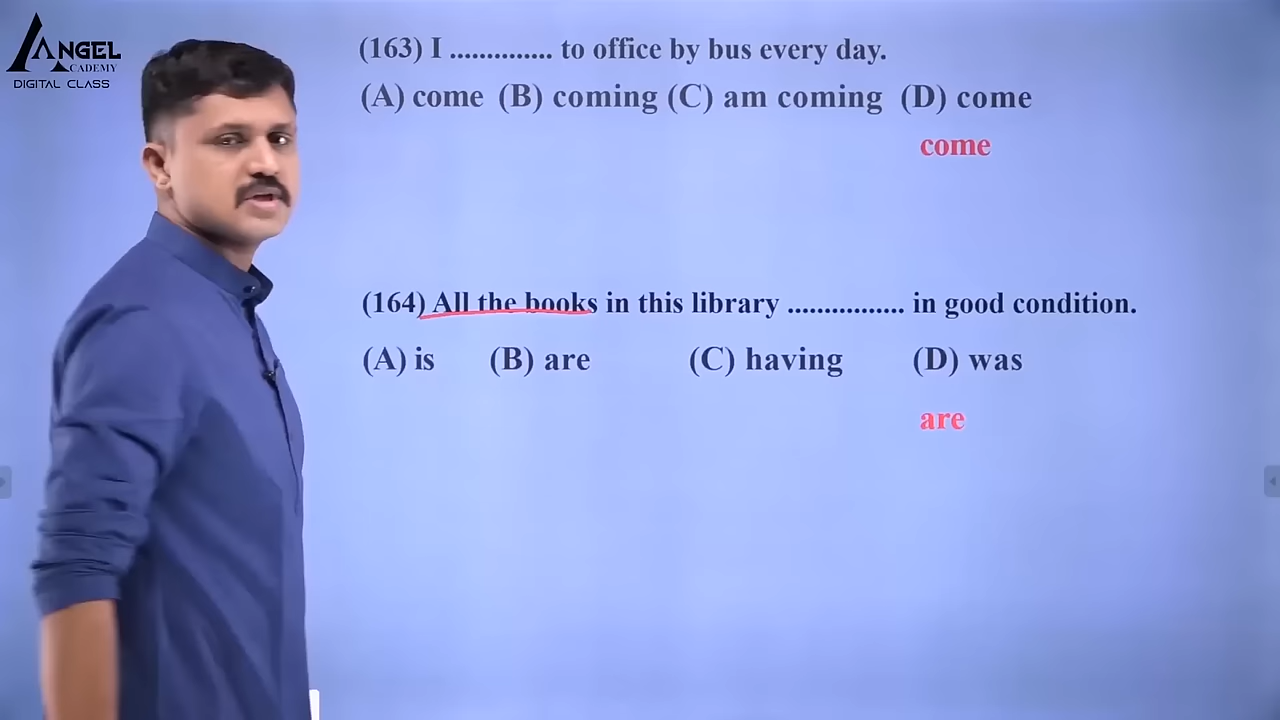 ANGEL
ACADEMY
DIGITAL CLASS
(163) I ............... to office by bus every day.
(A) come (B) coming (C) am coming (D) come
come
(164) All the books in this library ................ in good condition.
(A) is (B) are (C) having (D) was
are